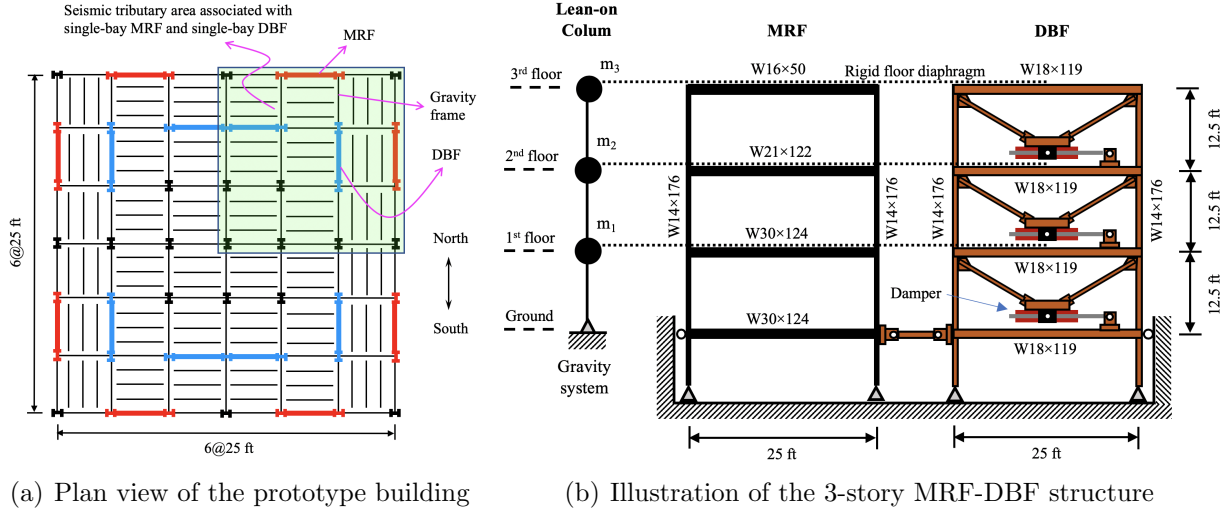 Seismic tributary area associated with
single-bay MRF and single-bay DBF
MRF
Gravity
frame
DBF
6@25 ft
North
South
6@25 ft
(a) Plan view of the prototype building
Lean-on
Colum
MRF
DBF
3rd floor
m3
W16×50
Rigid floor diaphragm
W18×119
2nd floor
m2
W21×122
W18×119
12.5 ft
W14×176
W14×176
W14×176
W14×176
1st floor
m1
W30×124
W18×119
12.5 ft
Damper
Ground
W30×124
W18×119
12.5 ft
Gravity
system
25 ft
25 ft
(b) Illustration of the 3-story MRF-DBF structure